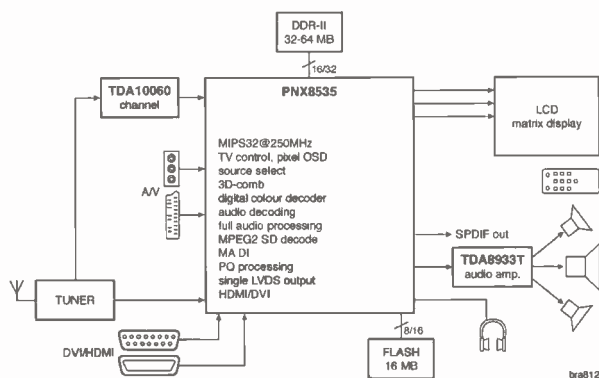 DDR-II
32-64 MB
16/32
TDA10060
channel
PNX8535
LCD
matrix display
MIPS32@250MHz
TV control, pixel OSD
source select
3D-comb
digital colour decoder
audio decoding
full audio processing
MPEG2 SD decode
MA DI
PQ processing
single LVDS output
HDMI/DVI
A/V
SPDIF out
TDA8933T
audio amp.
TUNER
DVI/HDMI
8/16
FLASH
16 MB
bra812